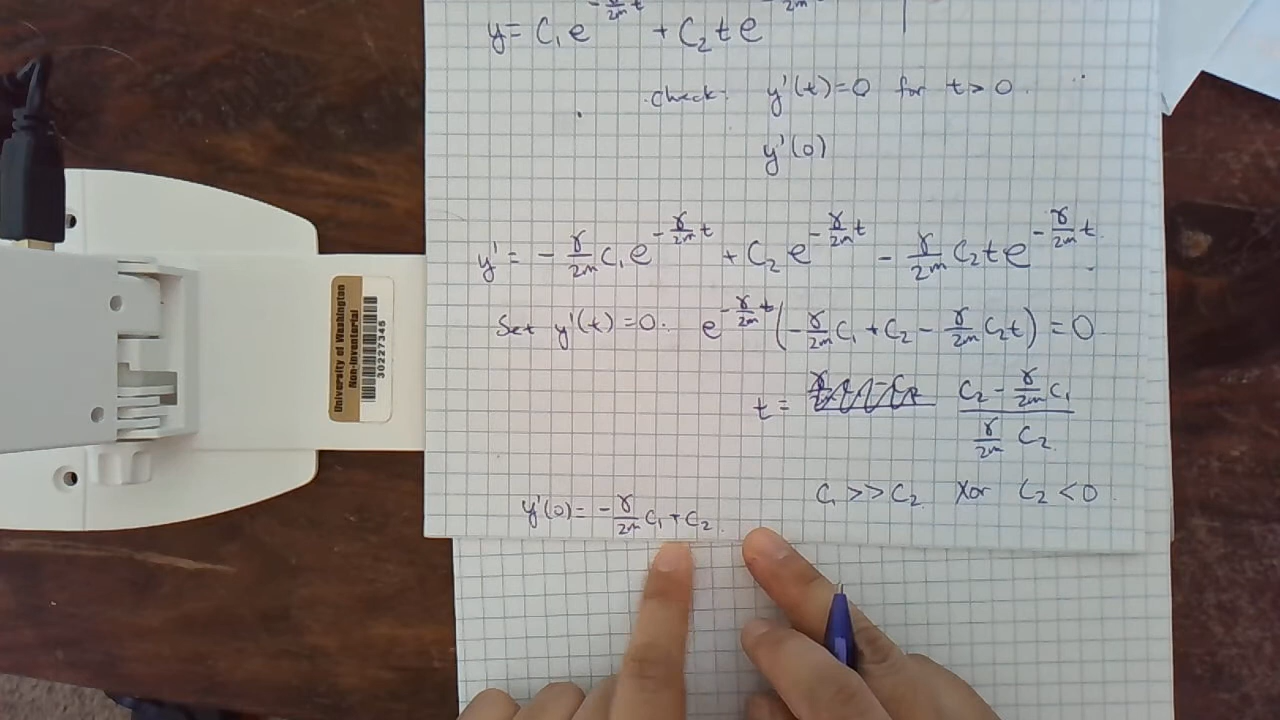 y = C₁e^(-γ/2m t) + C₂te^(-γ/2m t)
check: y'(t)=0 for t>0.
y'(0)
y' = -γ/2m C₁e^(-γ/2m t) + C₂e^(-γ/2m t) - γ/2m C₂te^(-γ/2m t).
Set y'(t)=0. e^(-γ/2m t)(-γ/2m C₁ + C₂ - γ/2m C₂t) = 0.
t = (C₂ - γ/2m C₁)/(γ/2m C₂)
C₁ >> C₂ Xor C₂ < 0.
y'(0) = -γ/2m C₁ + C₂.
University of Washington
Non-Inventorial
30227345